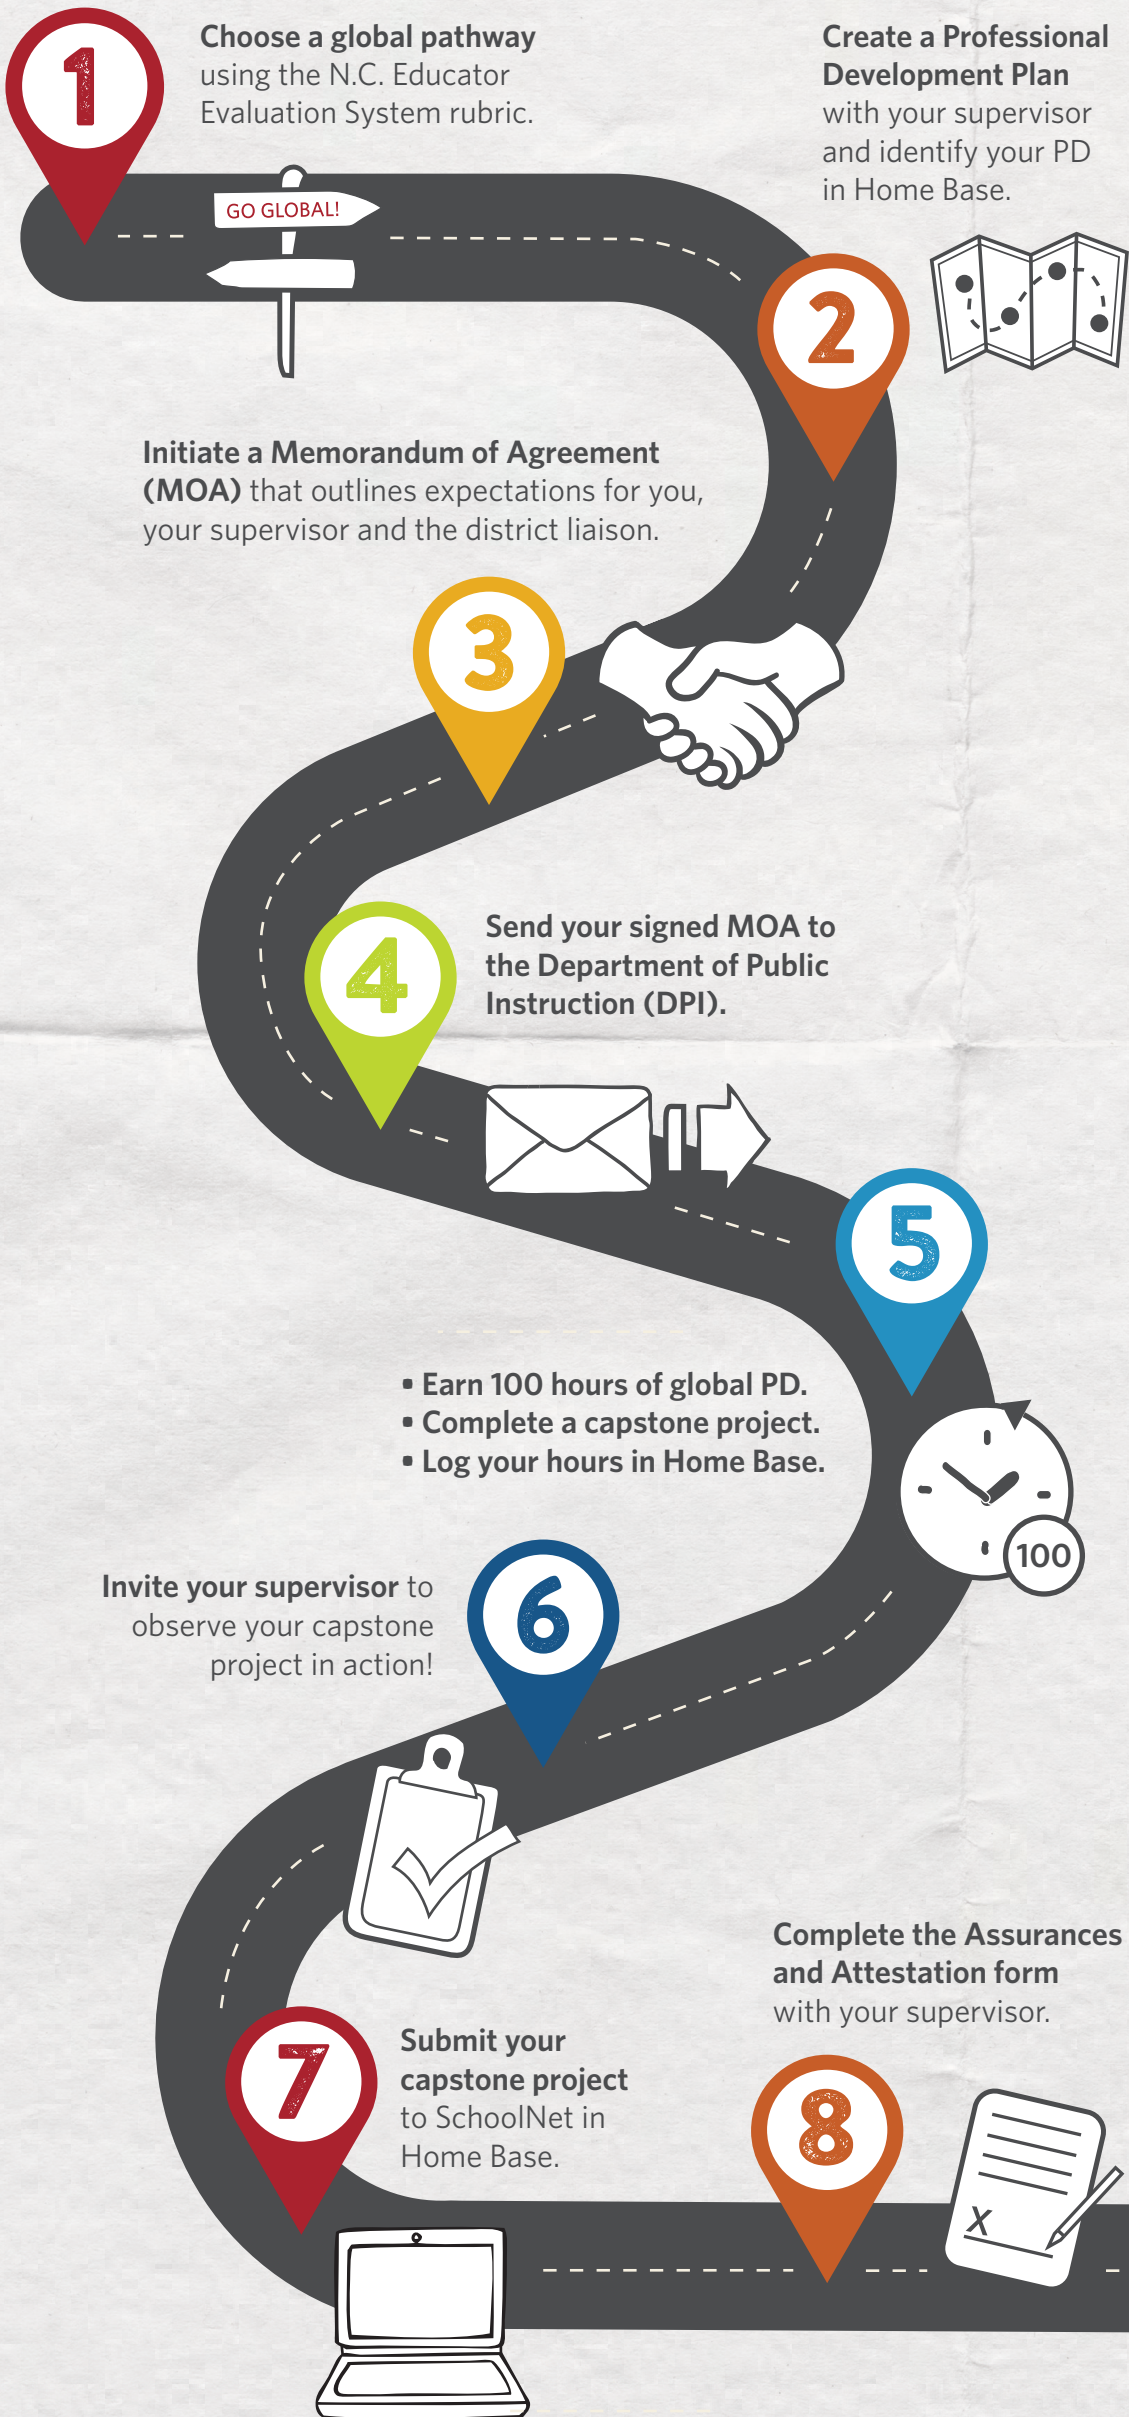 1
Choose a global pathway
using the N.C. Educator
Evaluation System rubric.
GO GLOBAL!
Create a Professional
Development Plan
with your supervisor
and identify your PD
in Home Base.
2
Initiate a Memorandum of Agreement
(MOA) that outlines expectations for you,
your supervisor and the district liaison.
3
4
Send your signed MOA to
the Department of Public
Instruction (DPI).
5
• Earn 100 hours of global PD.
• Complete a capstone project.
• Log your hours in Home Base.
100
Invite your supervisor to
observe your capstone
project in action!
6
7
Submit your
capstone project
to SchoolNet in
Home Base.
Complete the Assurances
and Attestation form
with your supervisor.
8
X